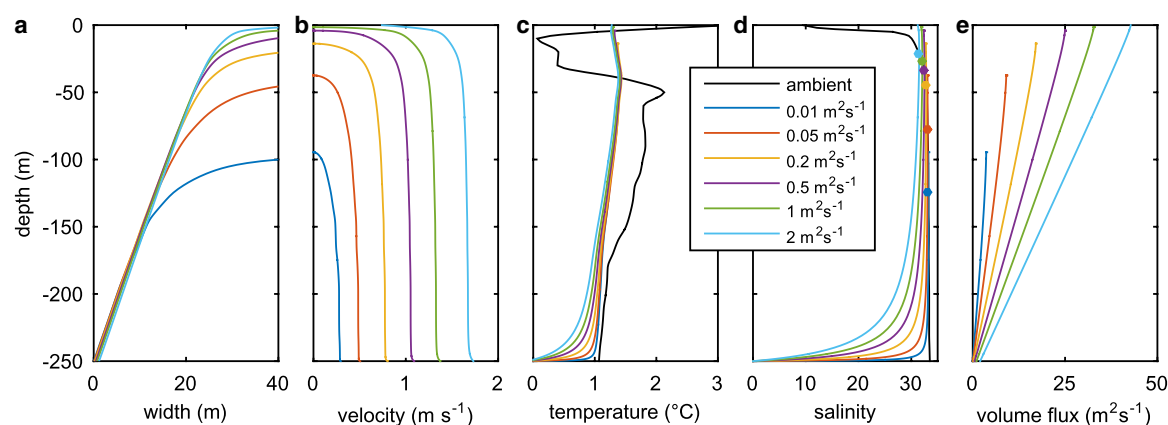 a b c d e
0
-50
-100
-150
-200
-250
depth (m)
0 20 40
width (m)
0 1 2
velocity (m s⁻¹)
0 1 2 3
temperature (°C)
0 10 20 30
salinity
0 25 50
volume flux (m²s⁻¹)
ambient
0.01 m²s⁻¹
0.05 m²s⁻¹
0.2 m²s⁻¹
0.5 m²s⁻¹
1 m²s⁻¹
2 m²s⁻¹